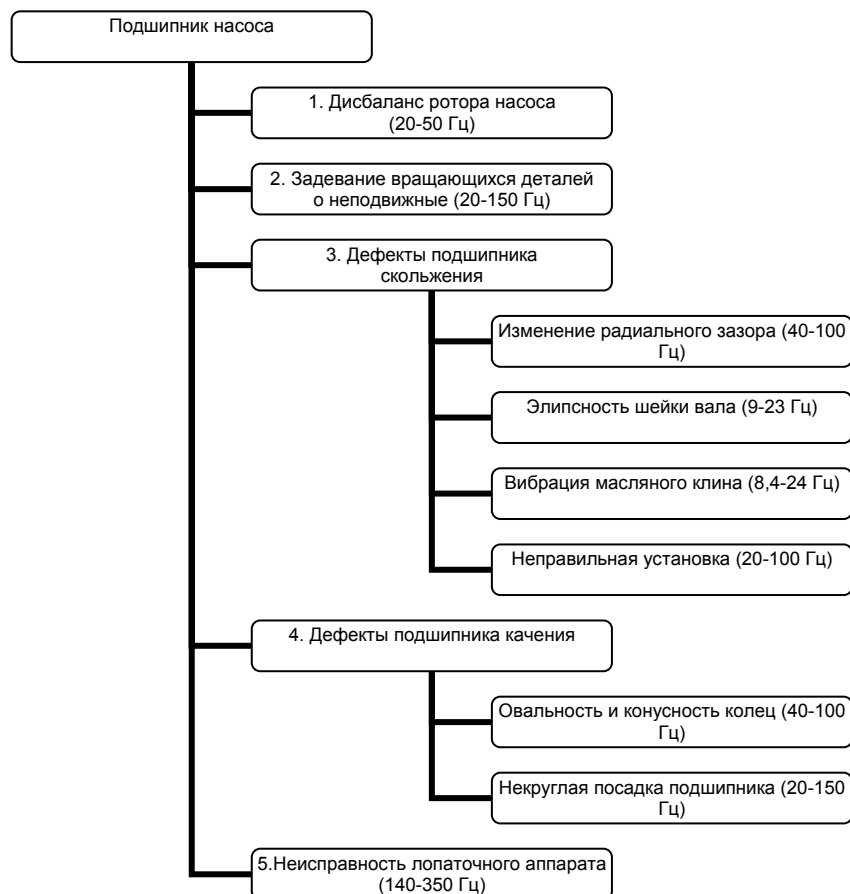 Подшипник насоса
1. Дисбаланс ротора насоса
(20-50 Гц)
2. Задевание вращающихся деталей
о неподвижные (20-150 Гц)
3. Дефекты подшипника
скольжения
Изменение радиального зазора (40-100
Гц)
Элипсность шейки вала (9-23 Гц)
Вибрация масляного клина (8,4-24 Гц)
Неправильная установка (20-100 Гц)
4. Дефекты подшипника качения
Овальность и конусность колец (40-100
Гц)
Некруглая посадка подшипника (20-150
Гц)
5.Неисправность лопаточного аппарата
(140-350 Гц)